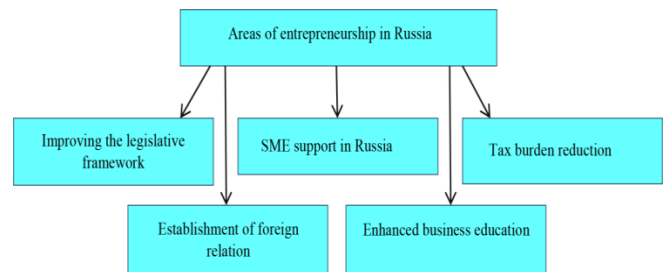 Areas of entrepreneurship in Russia
Improving the legislative
framework
SME support in Russia
Tax burden reduction
Establishment of foreign
relation
Enhanced business education